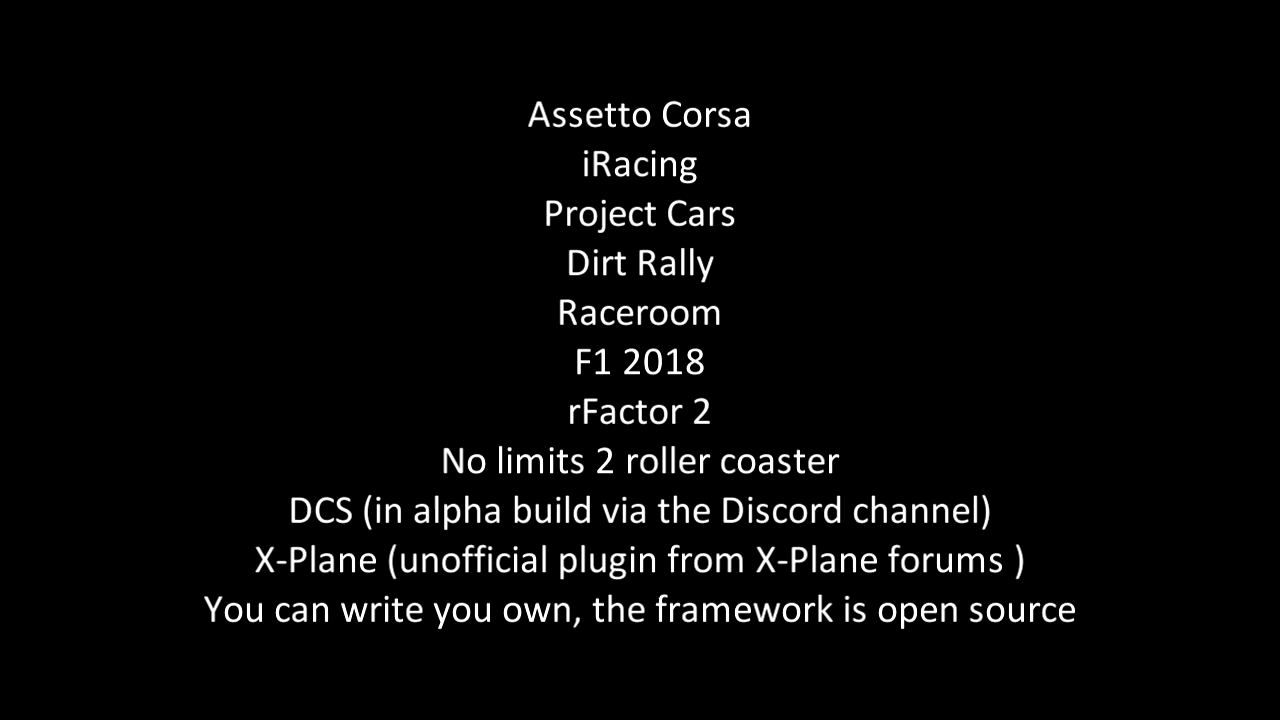 Assetto Corsa
iRacing
Project Cars
Dirt Rally
Raceroom
F1 2018
rFactor 2
No limits 2 roller coaster
DCS (in alpha build via the Discord channel)
X-Plane (unofficial plugin from X-Plane forums )
You can write you own, the framework is open source